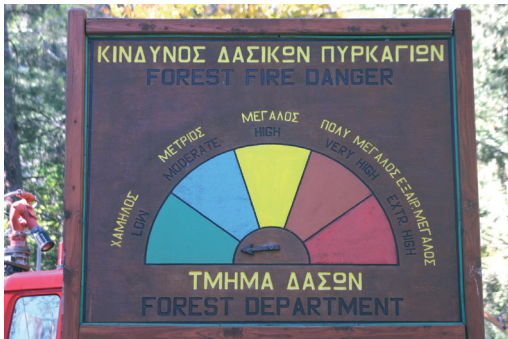 ΚΙΝΔΥΝΟΣ ΔΑΣΙΚΩΝ ΠΥΡΚΑΓΙΩΝ
FOREST FIRE DANGER
ΧΑΜΗΛΟΣ
LOW
ΜΕΤΡΙΟΣ
MODERATE
ΜΕΓΑΛΟΣ
HIGH
ΠΟΛΥ ΜΕΓΑΛΟΣ
VERY HIGH
ΕΞΑΙΡ.ΜΕΓΑΛΟΣ
EXTR. HIGH
ΤΜΗΜΑ ΔΑΣΩΝ
FOREST DEPARTMENT